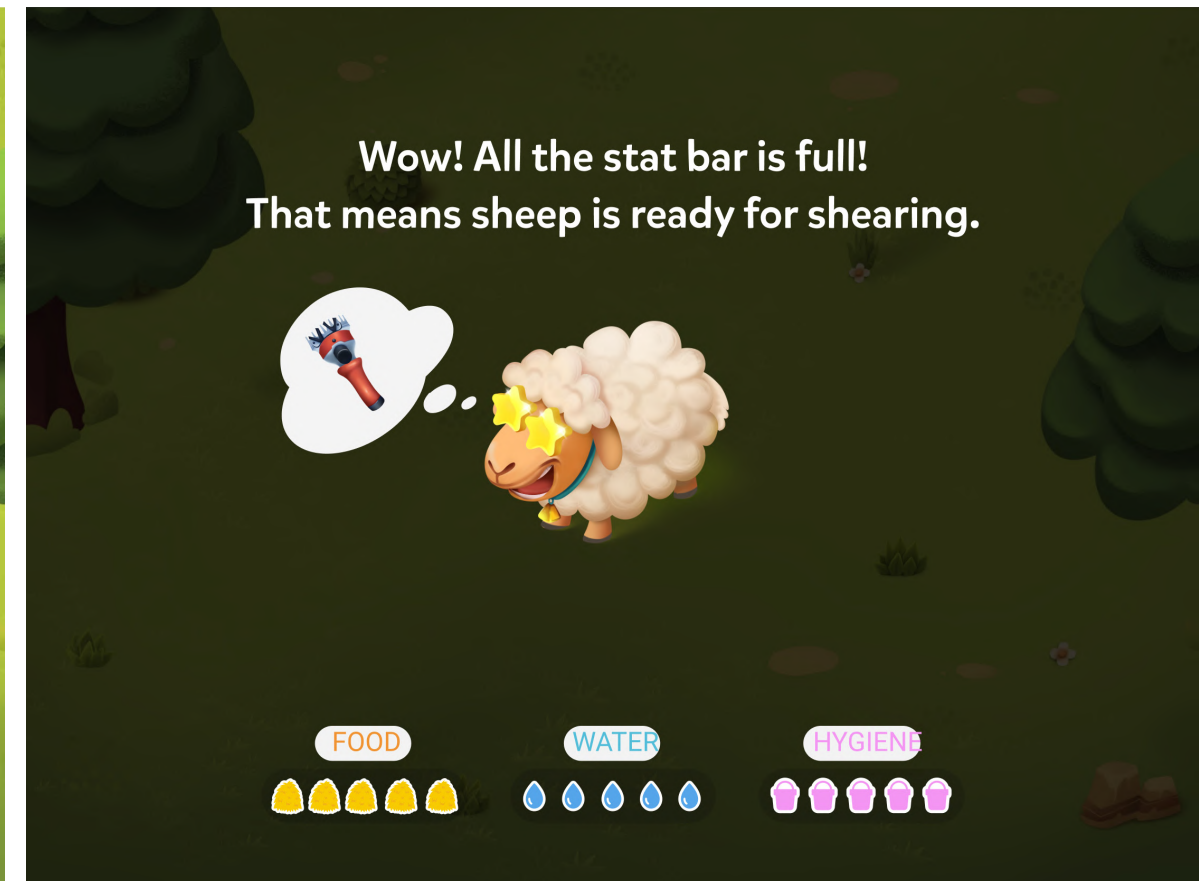 Wow! All the stat bar is full!
That means sheep is ready for shearing.
FOOD
WATER
HYGIENE